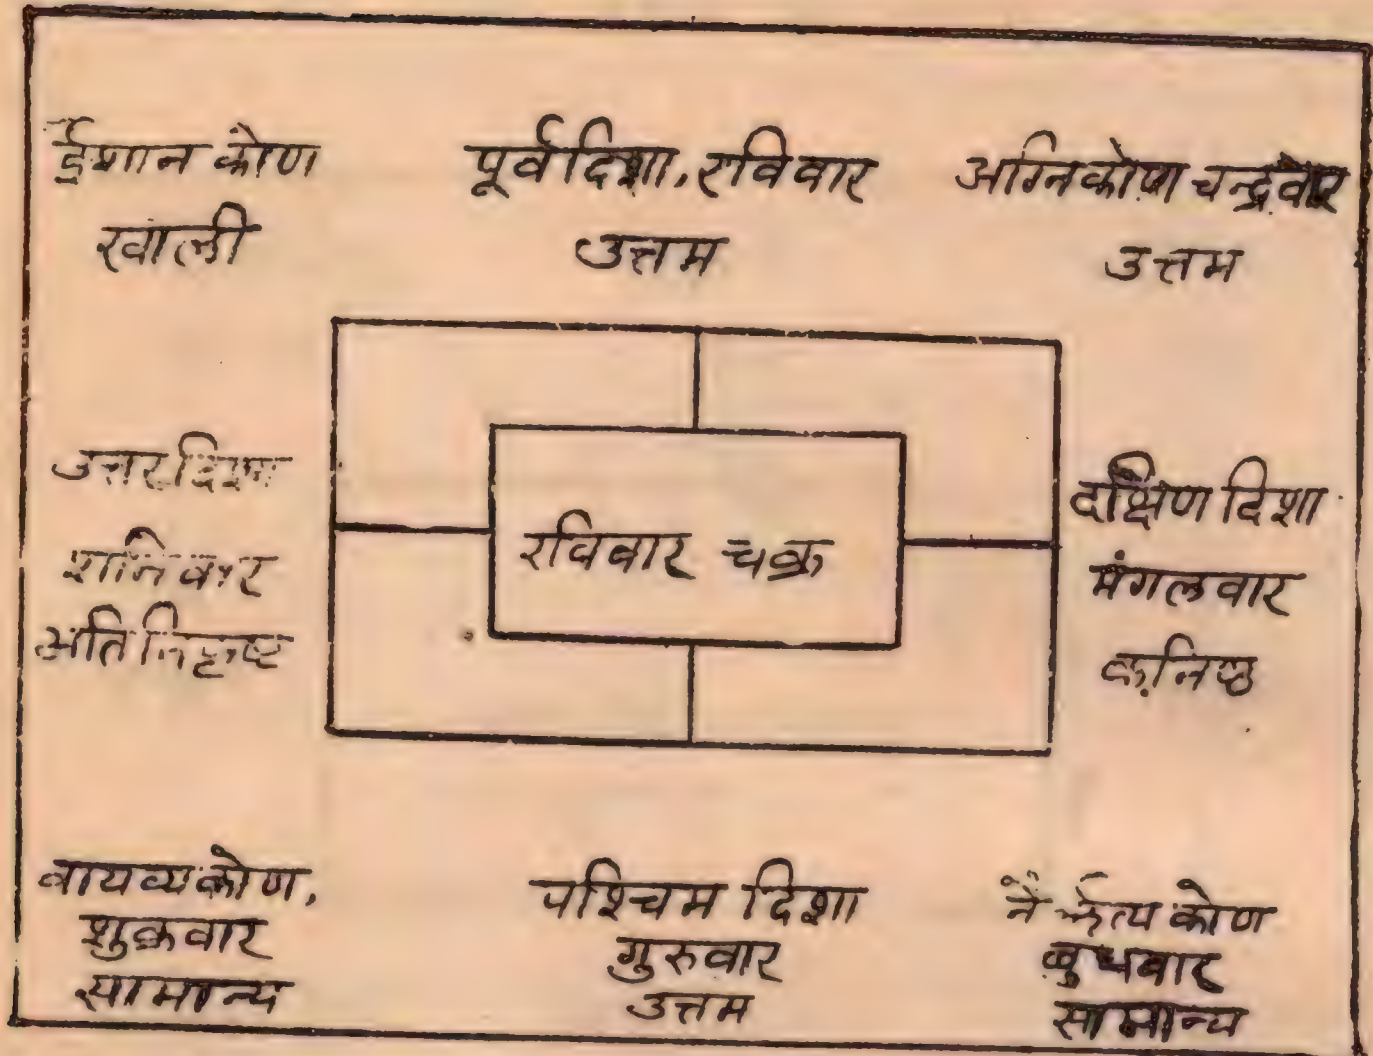 ईशान कोण
खाली
पूर्व दिशा, रविवार
उत्तम
अग्निकोण चन्द्रवार
उत्तम
उत्तर दिशा
शनिवार
अति निकृष्ट
रविवार चक्र
दक्षिण दिशा
मंगलवार
कनिष्ठ
वायव्य कोण,
शुक्रवार
सामान्य
पश्चिम दिशा
गुरुवार
उत्तम
नैर्ऋत्य कोण
बुधवार
सामान्य